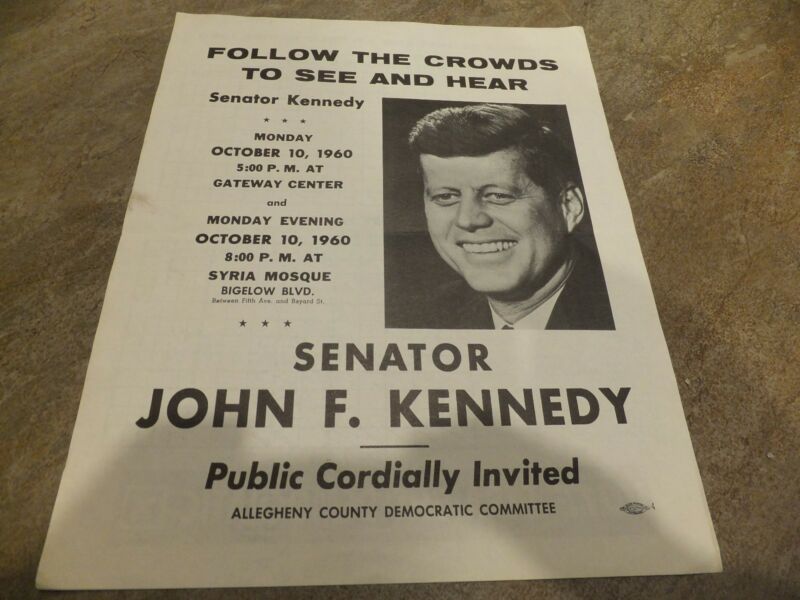 FOLLOW THE CROWDS
TO SEE AND HEAR
Senator Kennedy
* * *
MONDAY
OCTOBER 10, 1960
5:00 P. M. AT
GATEWAY CENTER
and
MONDAY EVENING
OCTOBER 10, 1960
8:00 P. M. AT
SYRIA MOSQUE
BIGELOW BLVD.
Between Fifth Ave. and Bayard St.
* * *
SENATOR
JOHN F. KENNEDY
Public Cordially Invited
ALLEGHENY COUNTY DEMOCRATIC COMMITTEE